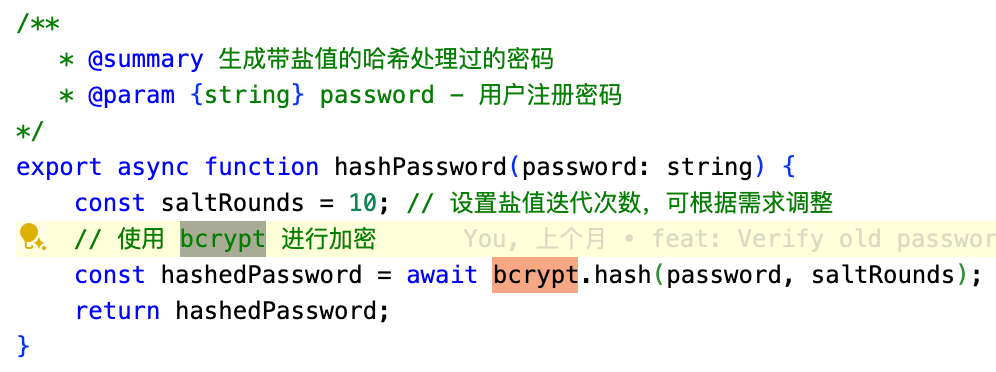 /**
* @summary 生成带盐值的哈希处理过的密码
* @param {string} password - 用户注册密码
*/
export async function hashPassword(password: string) {
const saltRounds = 10; // 设置盐值迭代次数，可根据需求调整
// 使用 bcrypt 进行加密 You, 上个月 • feat: Verify old passwor
const hashedPassword = await bcrypt.hash(password, saltRounds);
return hashedPassword;
}